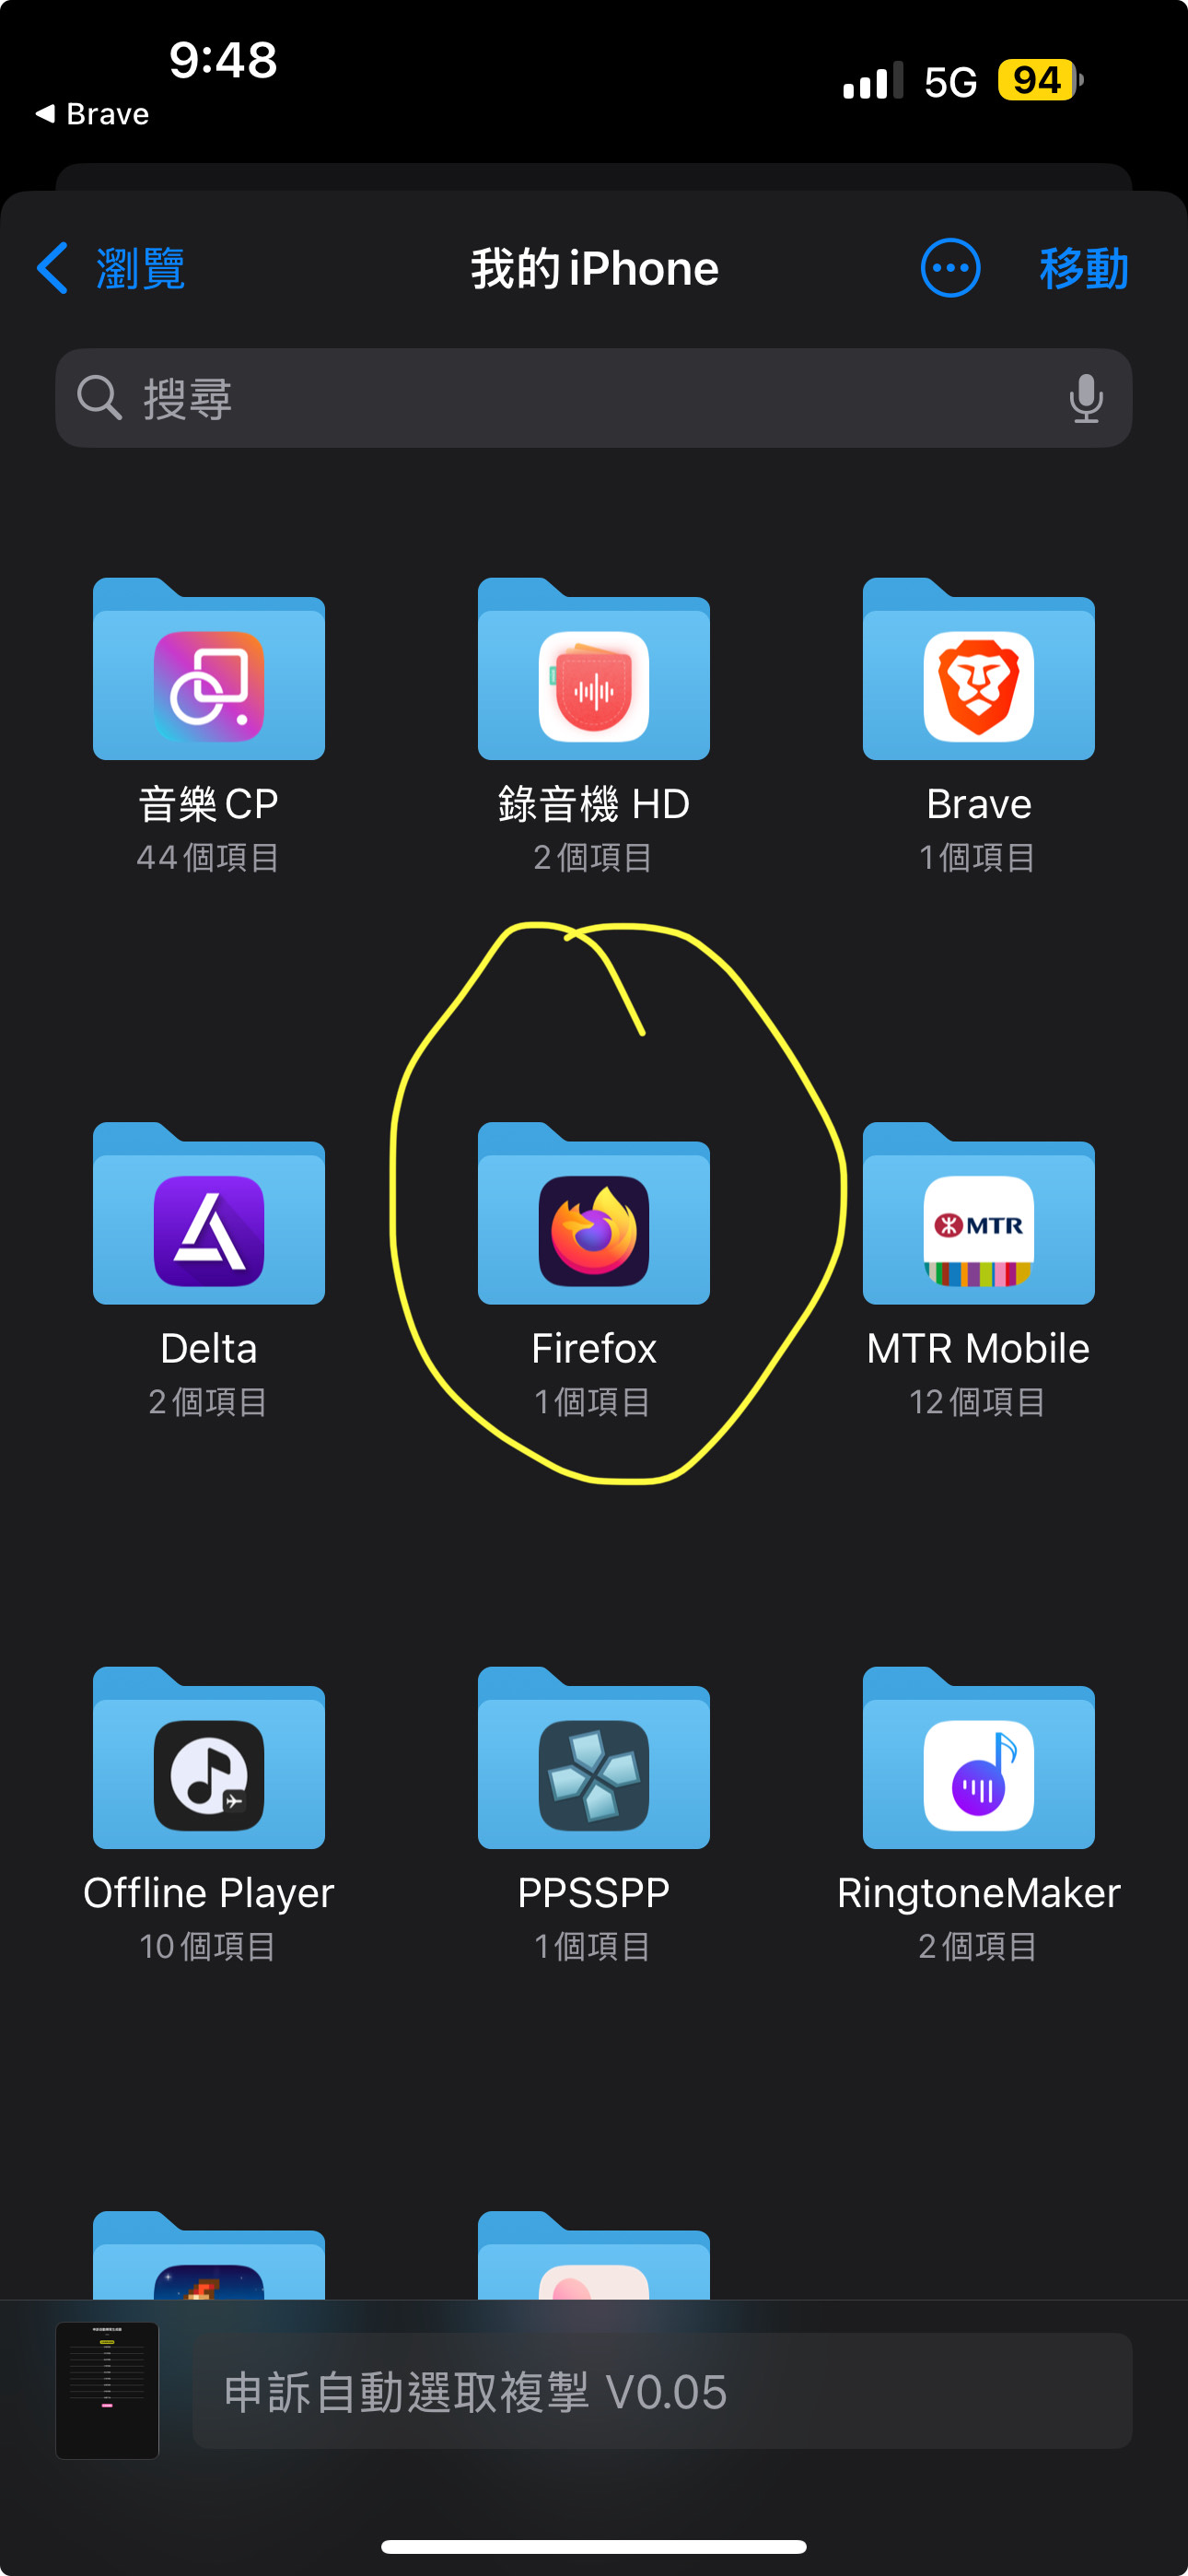 9:48
5G 94
◀ Brave
瀏覽 我的 iPhone 移動
搜尋
音樂 CP 錄音機 HD Brave
44 個項目 2 個項目 1 個項目
MTR
Delta Firefox MTR Mobile
2 個項目 1 個項目 12 個項目
Offline Player PPSSPP RingtoneMaker
10 個項目 1 個項目 2 個項目
申訴自動選取複掣 V0.05